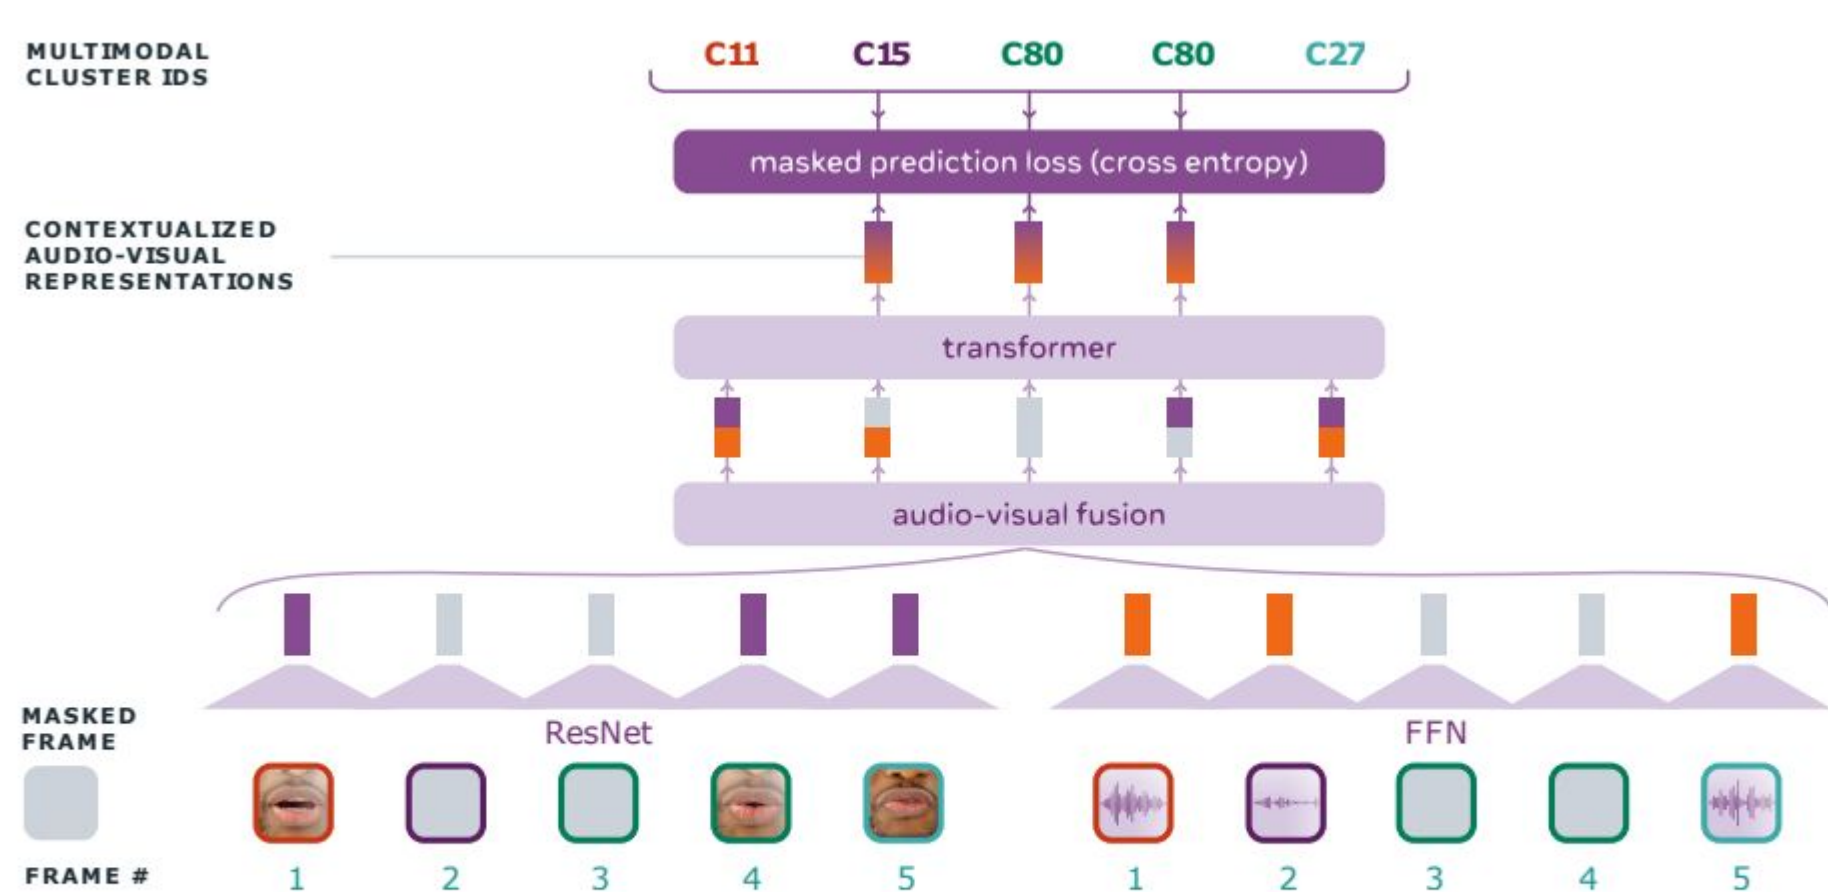 MULTIMODAL
CLUSTER IDS
C11 C15 C80 C80 C27
masked prediction loss (cross entropy)
CONTEXTUALIZED
AUDIO-VISUAL
REPRESENTATIONS
transformer
audio-visual fusion
MASKED
FRAME
ResNet FFN
FRAME # 1 2 3 4 5 1 2 3 4 5